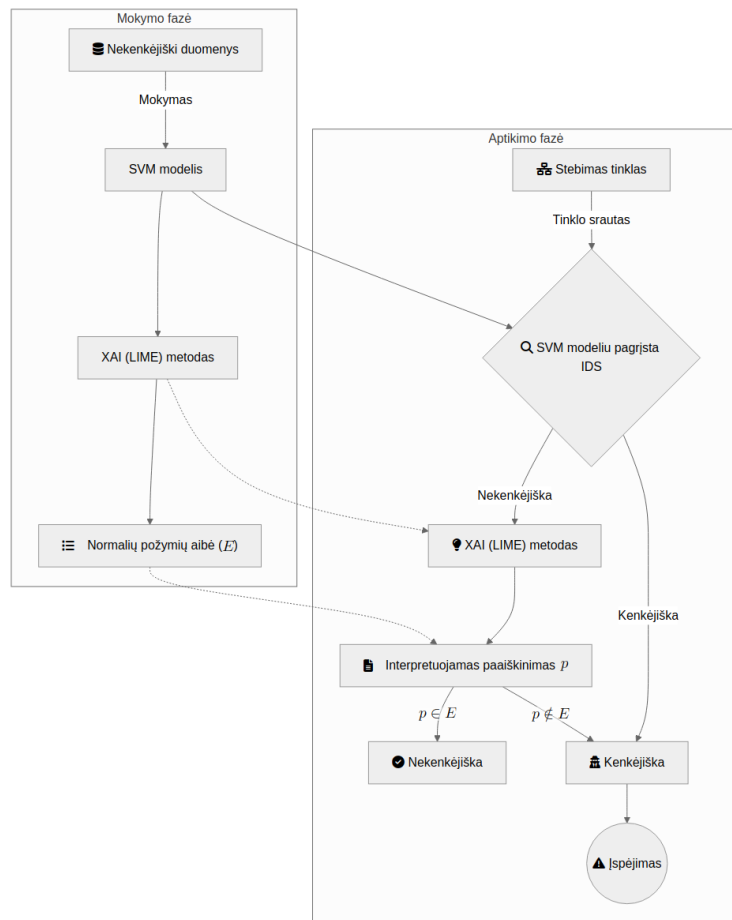 Mokymo fazė
Nekenkėjiški duomenys
Mokymas
SVM modelis
XAI (LIME) metodas
Normalių požymių aibė (E)
Aptikimo fazė
Stebimas tinklas
Tinklo srautas
SVM modeliu pagrįsta
IDS
Nekenkėjiška
XAI (LIME) metodas
Kenkėjiška
Interpretuojamas paaiškinimas p
p ∈ E
p ∉ E
Nekenkėjiška
Kenkėjiška
Įspėjimas